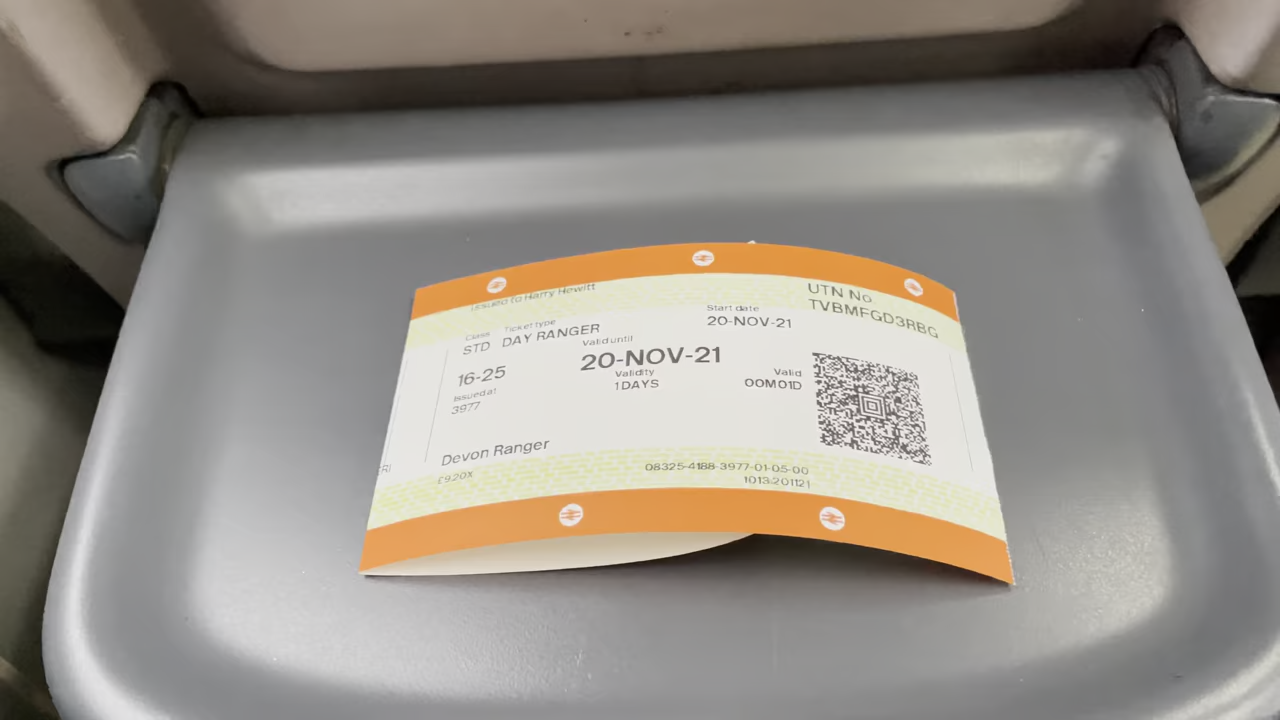 Issued to Harry Hewitt
UTN No
TVBMFGD3RBG
Class Ticket type
STD DAY RANGER
Start date
20-NOV-21
Valid until
20-NOV-21
16-25
Validity
1DAYS
Valid
00M01D
Issued at
3977
Devon Ranger
£9.20X
08325-4188-3977-01-05-00
1013:201121
RI